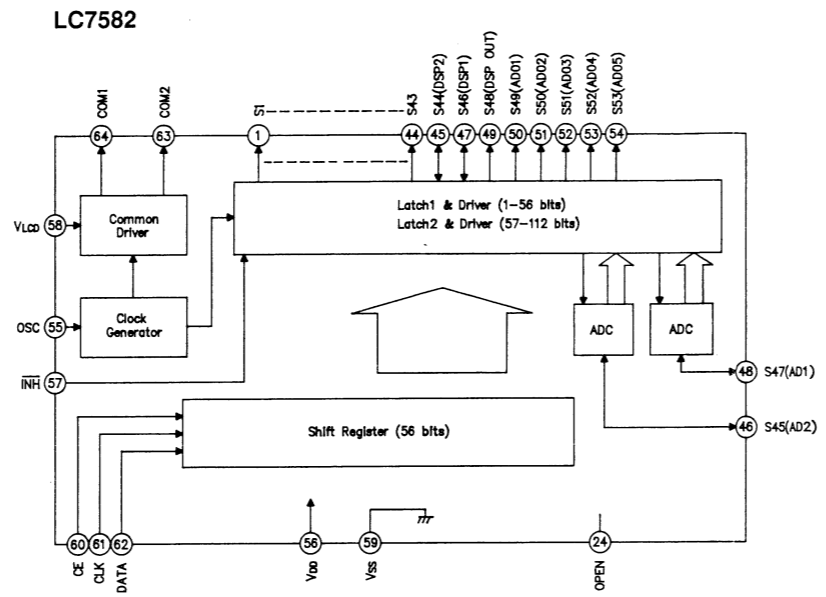 LC7582
COM1
COM2
S1
S43
S44(DSP2)
S46(DSP1)
S48(DSP OUT)
S49(AD01)
S50(AD02)
S51(AD03)
S52(AD04)
S53(AD05)
64
63
1
44
45
47
49
50
51
52
53
54
Latch1 & Driver (1-56 bits)
Latch2 & Driver (57-112 bits)
VLCD
58
Common
Driver
OSC
55
Clock
Generator
ADC
ADC
INH
57
48
S47(AD1)
46
S45(AD2)
Shift Register (56 bits)
60
61
62
56
59
24
CE
CLK
DATA
VDD
VSS
OPEN